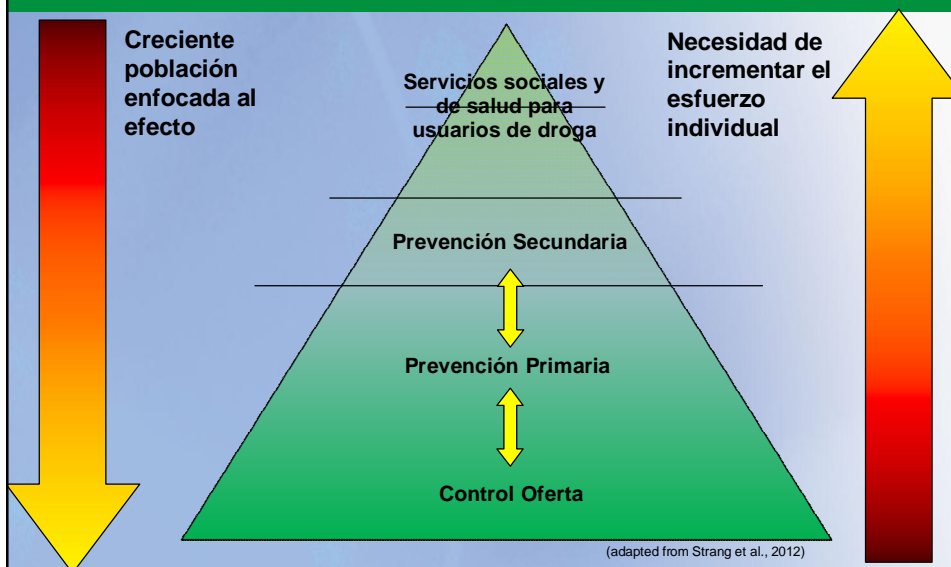 Creciente
población
enfocada al
efecto
Servicios sociales y
de salud para
usuarios de droga
Necesidad de
incrementar el
esfuerzo
individual
Prevención Secundaria
Prevención Primaria
Control Oferta
(adapted from Strang et al., 2012)